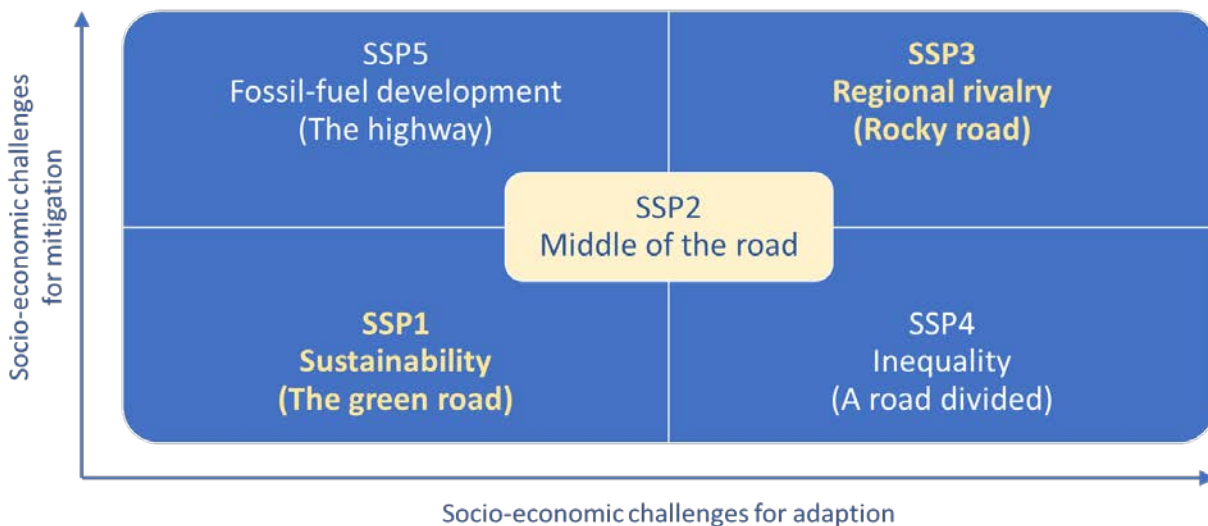 Socio-economic challenges
for mitigation
SSP5
Fossil-fuel development
(The highway)
SSP3
Regional rivalry
(Rocky road)
SSP2
Middle of the road
SSP1
Sustainability
(The green road)
SSP4
Inequality
(A road divided)
Socio-economic challenges for adaption